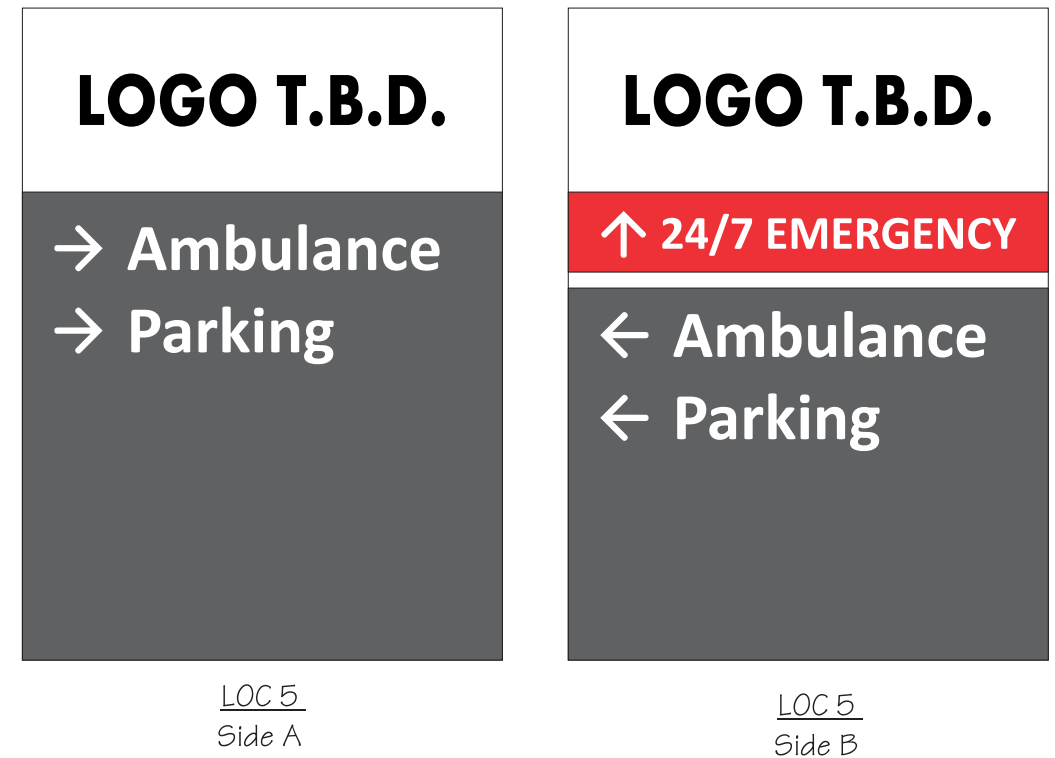 LOGO T.B.D.
→ Ambulance
→ Parking
LOC 5
Side A
LOGO T.B.D.
↑ 24/7 EMERGENCY
← Ambulance
← Parking
LOC 5
Side B